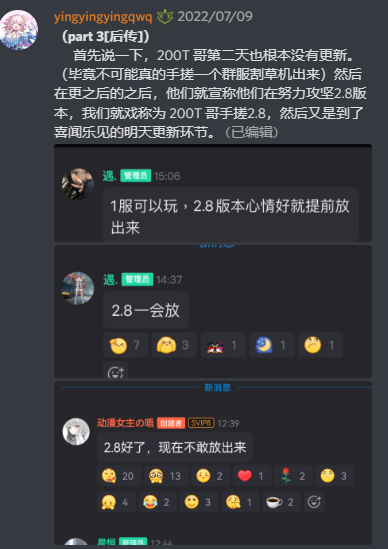 yingyingyingqwq 2022/07/09
（part 3[后传]）
首先说一下，200T 哥第二天也根本没有更新。
（毕竟不可能真的手搓一个群服割草机出来）然后
在更之后的之后，他们就宣称他们在努力攻坚2.8版
本，我们就戏称为 200T 哥手搓2.8，然后又是到了
喜闻乐见的明天更新环节。（已编辑）
遇. 管理员 15:06
1服可以玩，2.8版本心情好就提前放
出来
新消息
遇. 管理员 14:37
2.8一会放
7 3 1 1 1
新消息
动漫女主の唔 创建者 SVIP8 12:39
2.8好了，现在不敢放出来
20 13 2 1 2 3
4 2 3 1 2
星恒 管理员 12:44